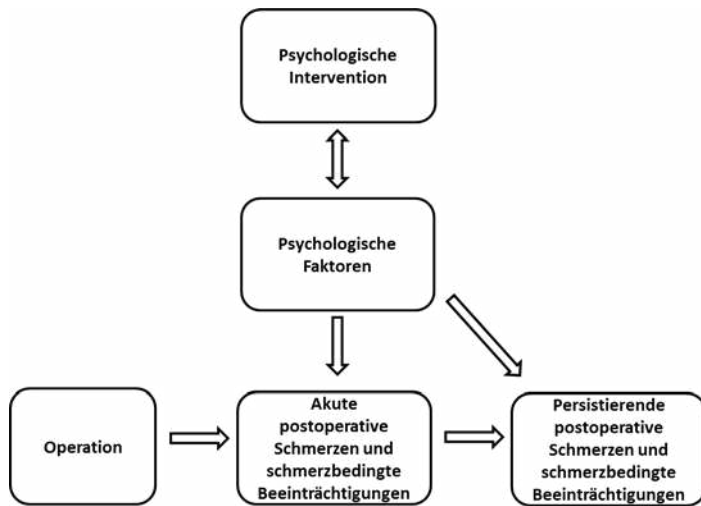 Psychologische
Intervention
Psychologische
Faktoren
Operation
Akute
postoperative
Schmerzen und
schmerzbedingte
Beeinträchtigungen
Persistierende
postoperative
Schmerzen und
schmerzbedingte
Beeinträchtigungen